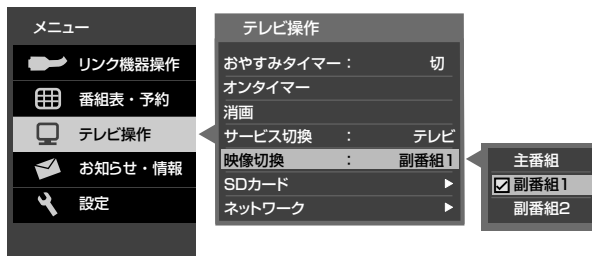 メニュー
リンク機器操作
番組表・予約
テレビ操作
お知らせ・情報
設定
テレビ操作
おやすみタイマー： 切
オンタイマー
消画
サービス切換 ： テレビ
映像切換 ： 副番組1
SDカード
ネットワーク
主番組
副番組1
副番組2